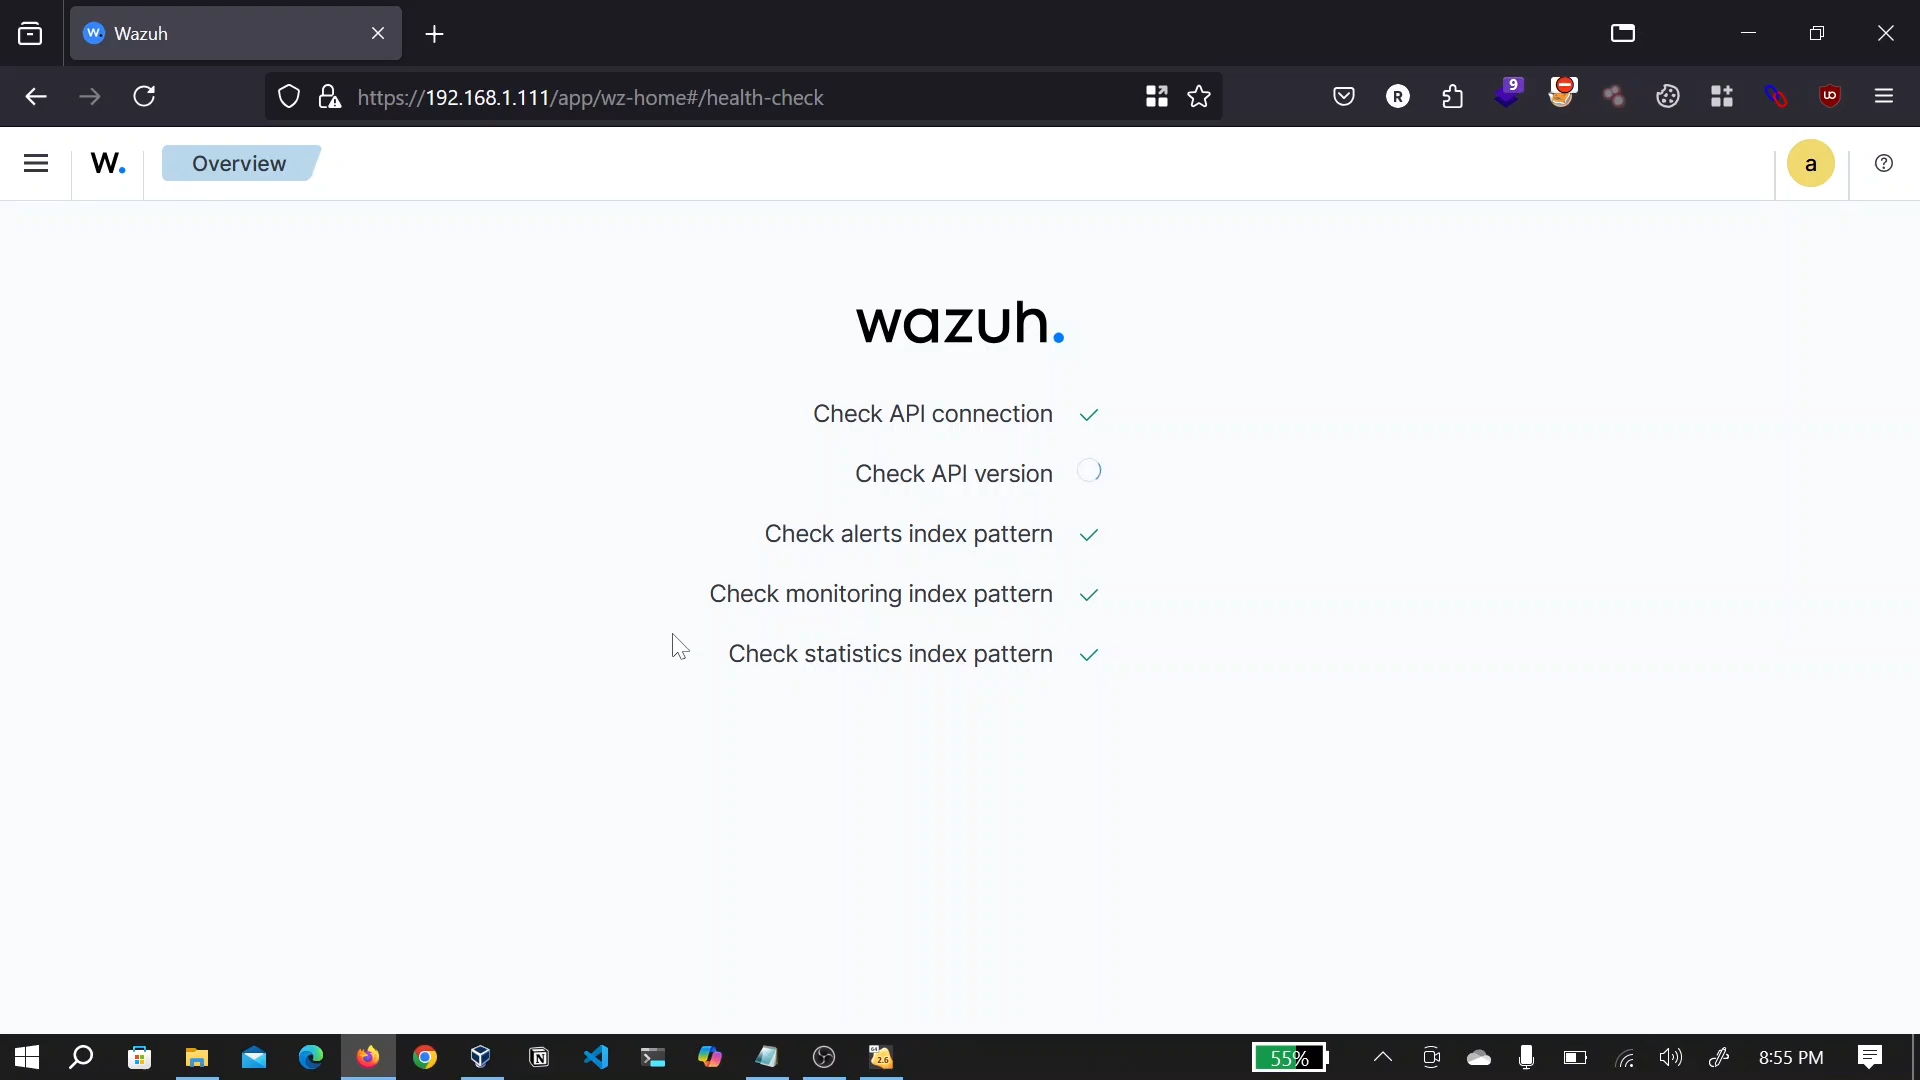 Wazuh
https://192.168.1.111/app/wz-home#/health-check
R
9
W.
Overview
a
wazuh.
Check API connection
Check API version
Check alerts index pattern
Check monitoring index pattern
Check statistics index pattern
55%
8:55 PM